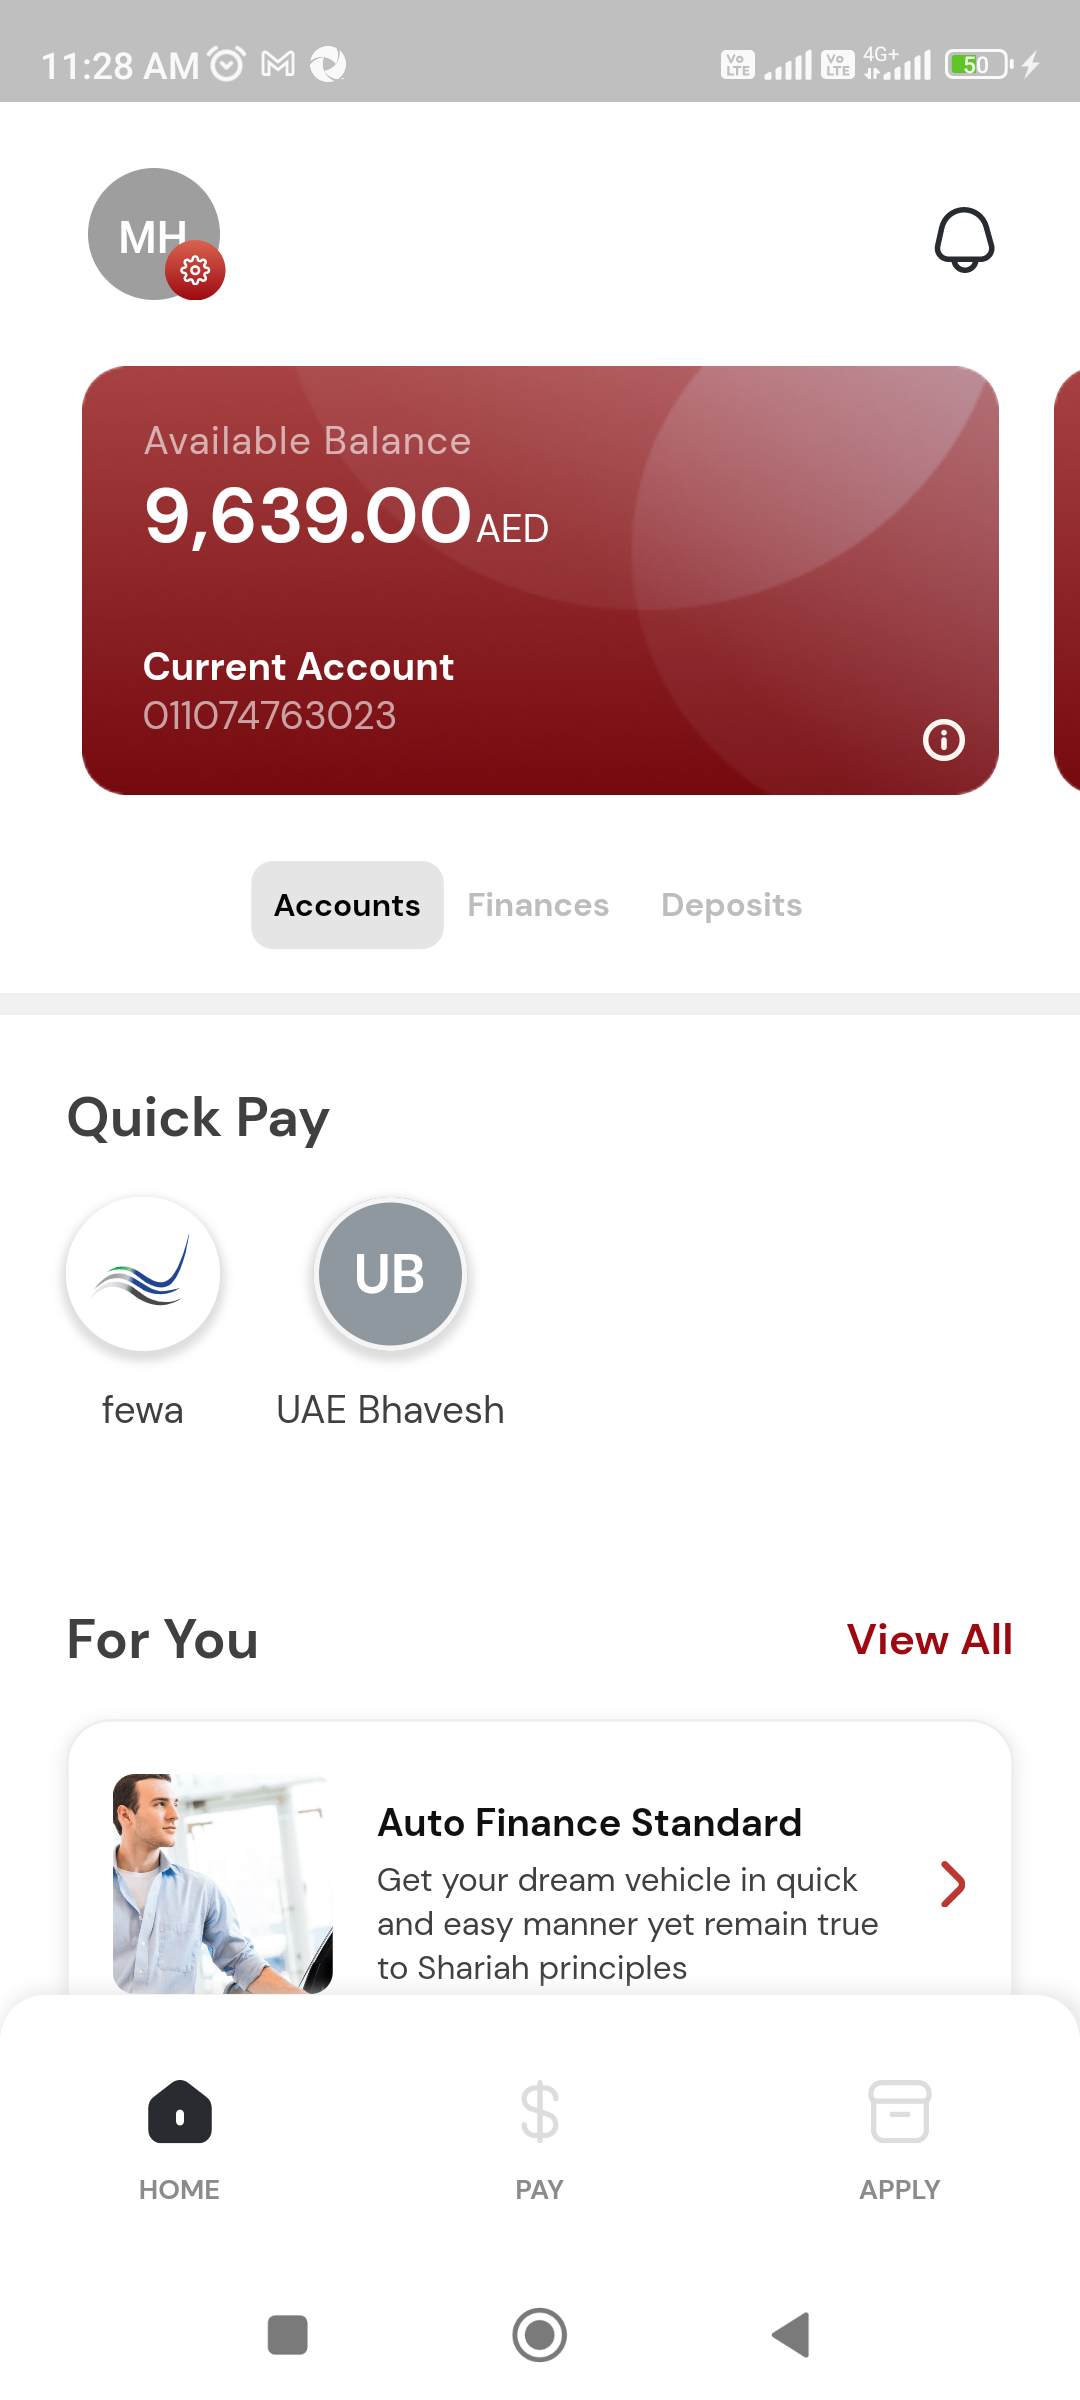 11:28 AM
Vo LTE
Vo LTE
4G+
50
MH
Available Balance
9,639.00 AED
Current Account
011074763023
Accounts Finances Deposits
Quick Pay
UB
fewa
UAE Bhavesh
For You
View All
Auto Finance Standard
Get your dream vehicle in quick
and easy manner yet remain true
to Shariah principles
HOME
PAY
APPLY